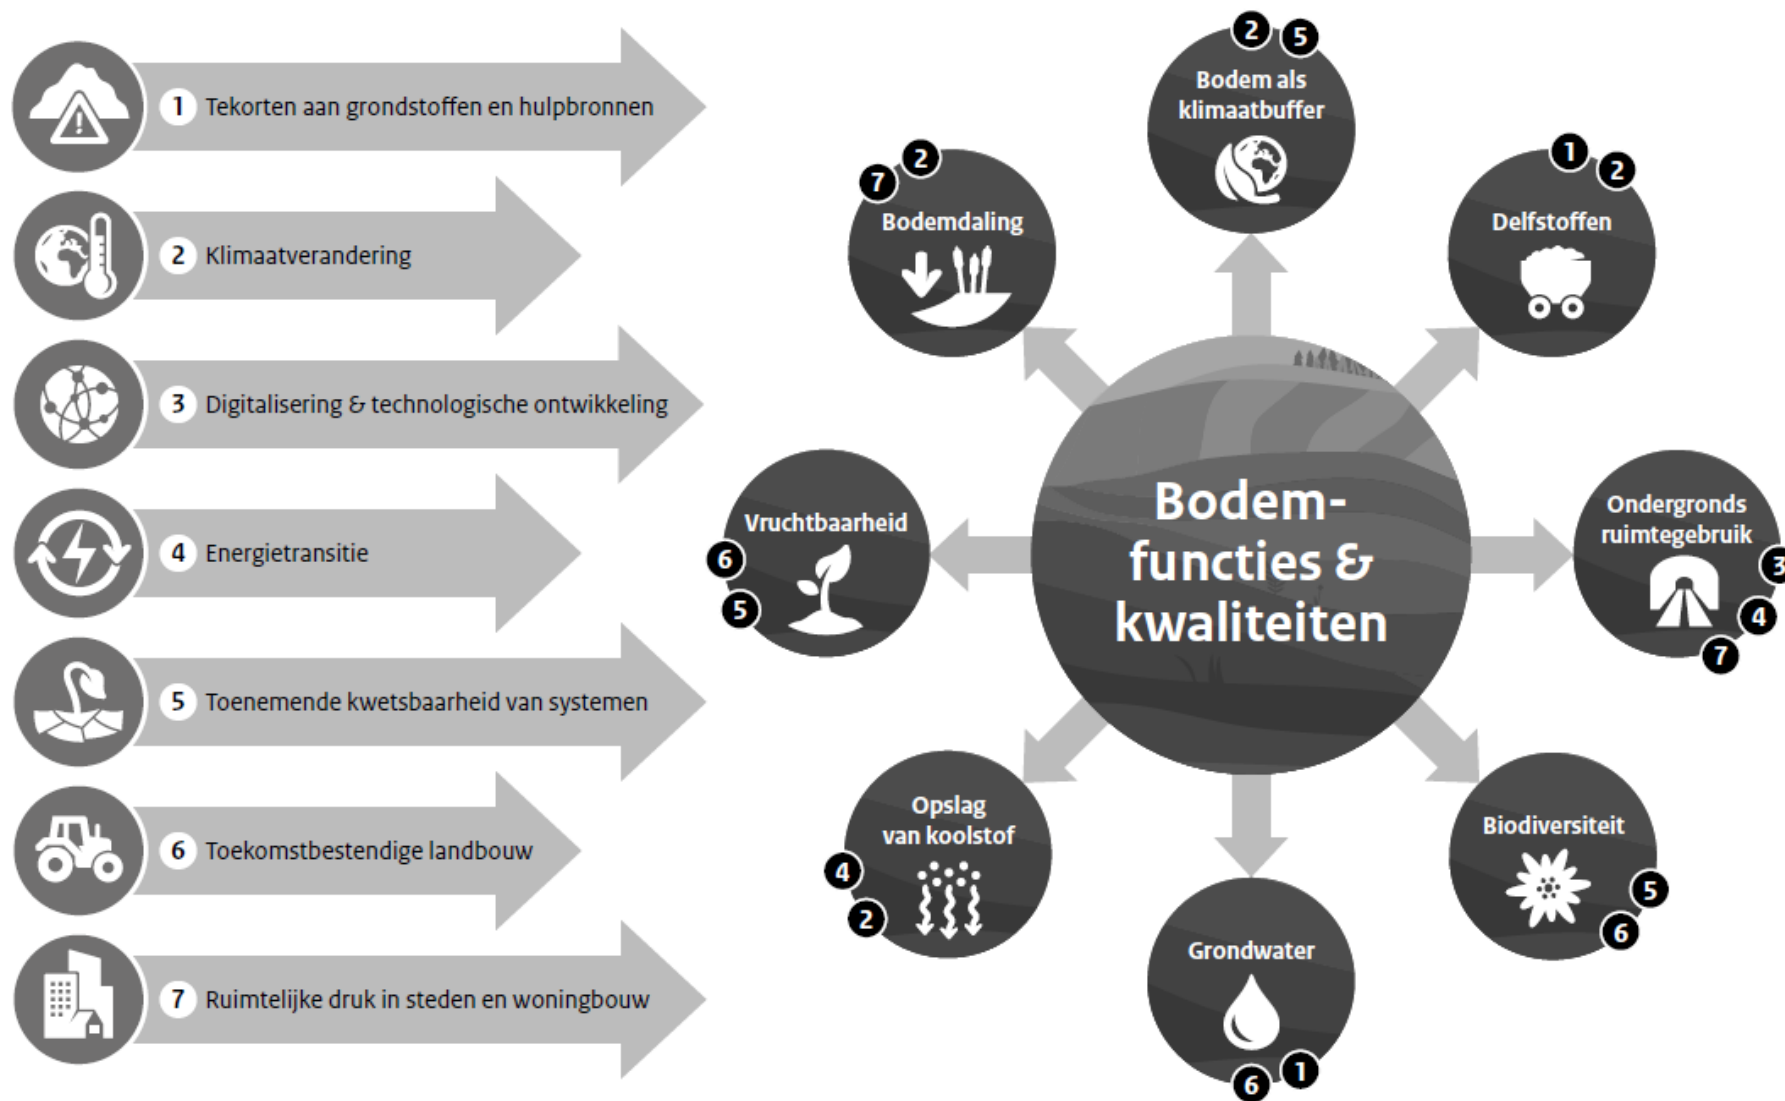 1 Tekorten aan grondstoffen en hulpbronnen
2 Klimaatverandering
3 Digitalisering & technologische ontwikkeling
4 Energietransitie
5 Toenemende kwetsbaarheid van systemen
6 Toekomstbestendige landbouw
7 Ruimtelijke druk in steden en woningbouw
Bodem-
functies &
kwaliteiten
2 5
Bodem als
klimaatbuffer
1 2
Delfstoffen
Ondergronds
ruimtegebruik
3
4
7
Biodiversiteit
5
6
Grondwater
6 1
Opslag
van koolstof
4
2
Vruchtbaarheid
6
5
7 2
Bodemdaling